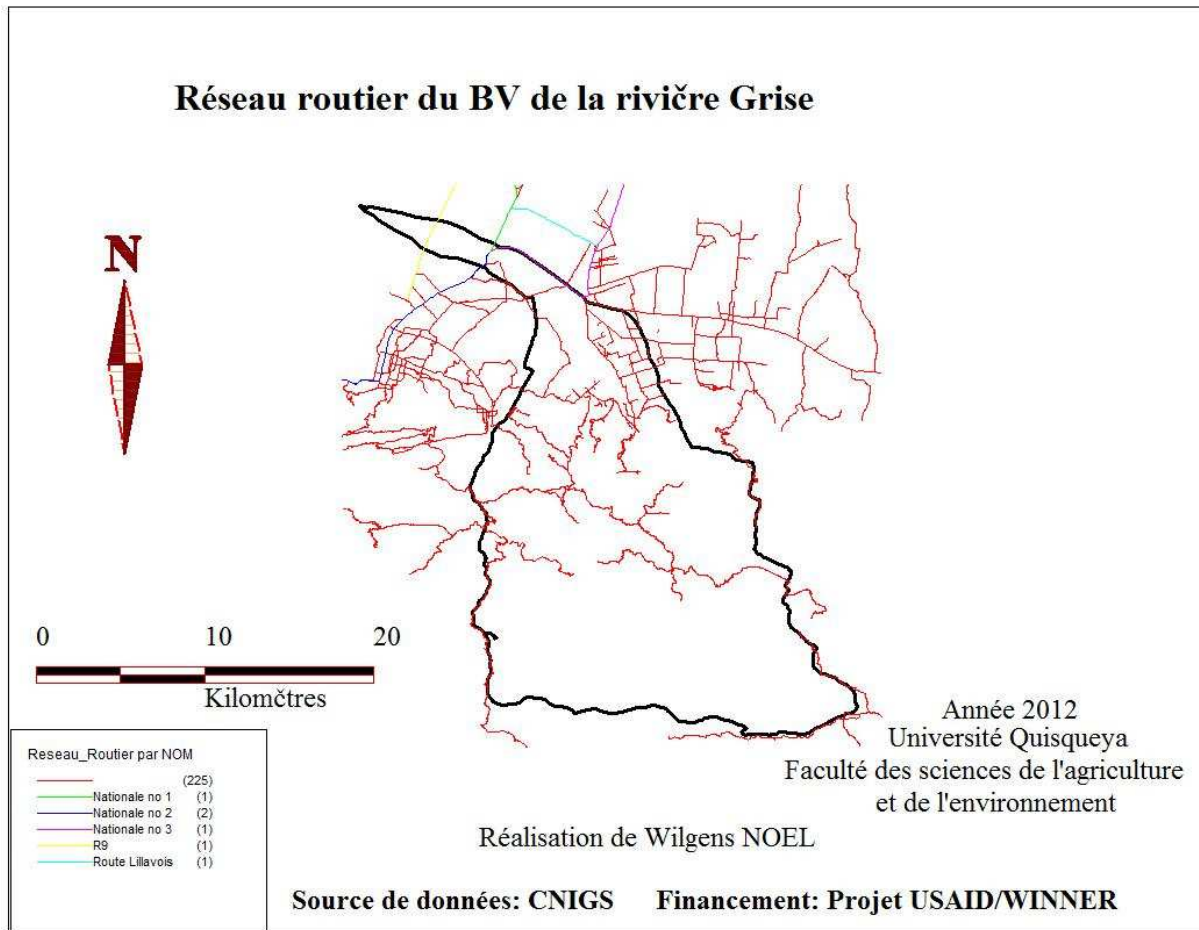 Réseau routier du BV de la rivičre Grise
N
0 10 20
Kilomčtres
Année 2012
Université Quisqueya
Faculté des sciences de l'agriculture
et de l'environnement
Reseau_Routier par NOM
(225)
Nationale no 1 (1)
Nationale no 2 (2)
Nationale no 3 (1)
R9 (1)
Route Lillavois (1)
Réalisation de Wilgens NOEL
Source de données: CNIGS Financement: Projet USAID/WINNER